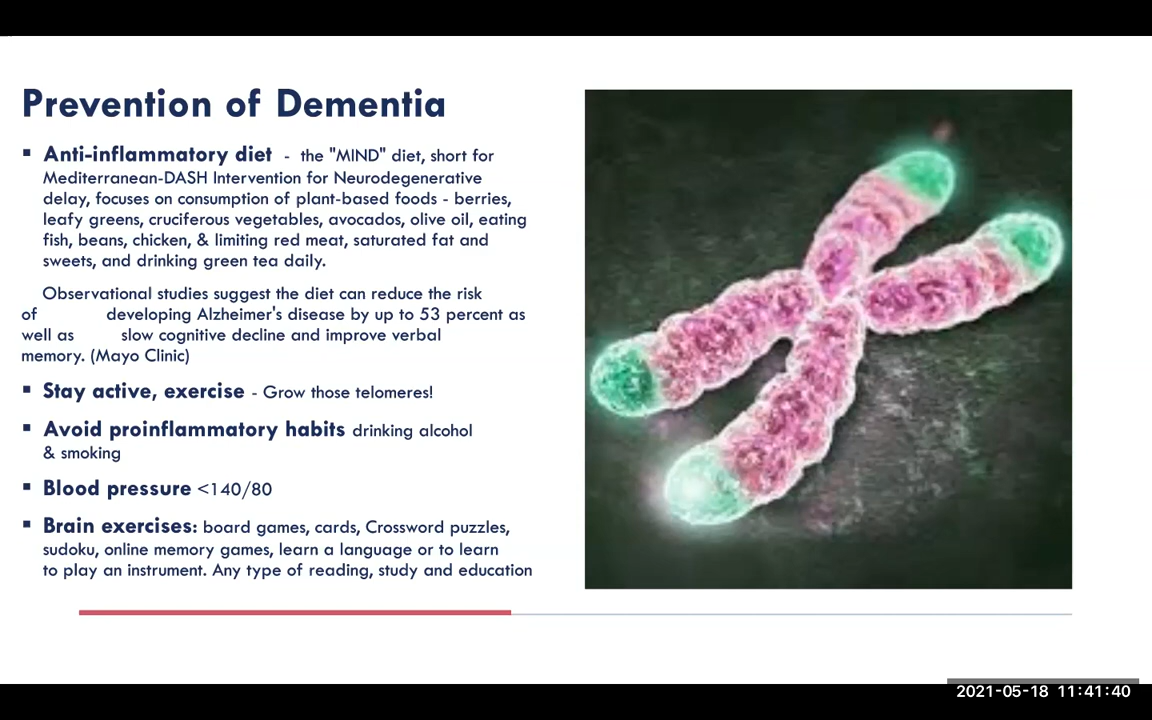 Prevention of Dementia
▪ Anti-inflammatory diet - the "MIND" diet, short for
Mediterranean-DASH Intervention for Neurodegenerative
delay, focuses on consumption of plant-based foods - berries,
leafy greens, cruciferous vegetables, avocados, olive oil, eating
fish, beans, chicken, & limiting red meat, saturated fat and
sweets, and drinking green tea daily.
Observational studies suggest the diet can reduce the risk
of developing Alzheimer's disease by up to 53 percent as
well as slow cognitive decline and improve verbal
memory. (Mayo Clinic)
▪ Stay active, exercise - Grow those telomeres!
▪ Avoid proinflammatory habits drinking alcohol
& smoking
▪ Blood pressure <140/80
▪ Brain exercises: board games, cards, Crossword puzzles,
sudoku, online memory games, learn a language or to learn
to play an instrument. Any type of reading, study and education
2021-05-18 11:41:40